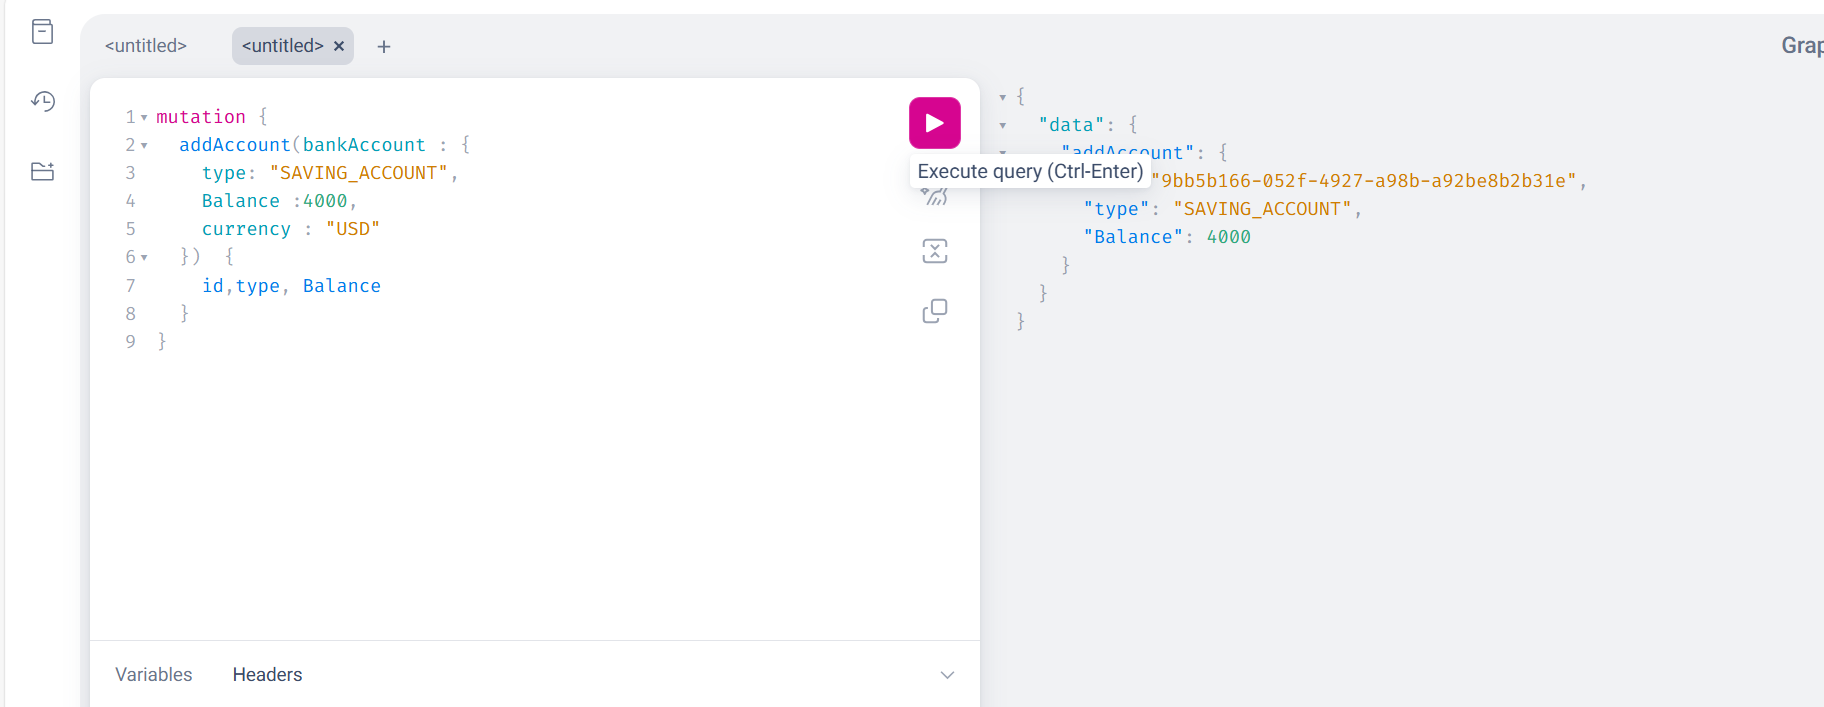 <untitled> <untitled> × +
Grap
1 mutation {
2 addAccount(bankAccount : {
3 type: "SAVING_ACCOUNT",
4 Balance :4000,
5 currency : "USD"
6 }) {
7 id,type, Balance
8 }
9 }
Execute query (Ctrl-Enter)
{
"data": {
"addAccount": {
"9bb5b166-052f-4927-a98b-a92be8b2b31e",
"type": "SAVING_ACCOUNT",
"Balance": 4000
}
}
}
Variables Headers